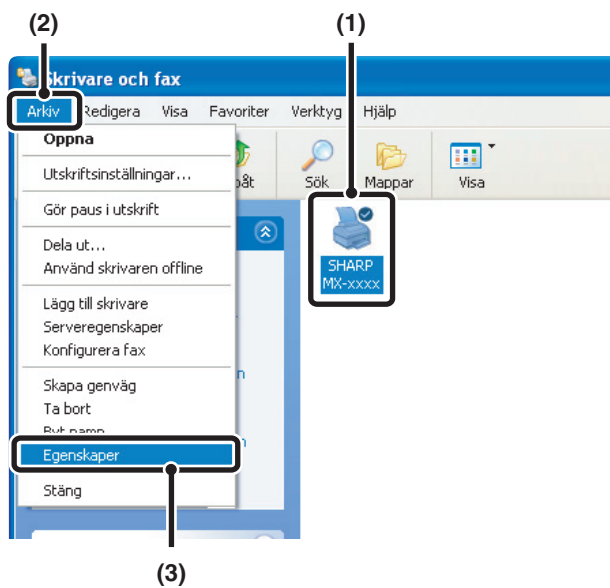 (2)
(1)
Skrivare och fax
Arkiv Redigera Visa Favoriter Verktyg Hjälp
Öppna
Utskriftsinställningar...
Gör paus i utskrift
Dela ut...
Använd skrivaren offline
Lägg till skrivare
Serveregenskaper
Konfigurera fax
Skapa genväg
Ta bort
Byt namn
Egenskaper
Stäng
Sök
Mappar
Visa
SHARP
MX-xxxx
(3)